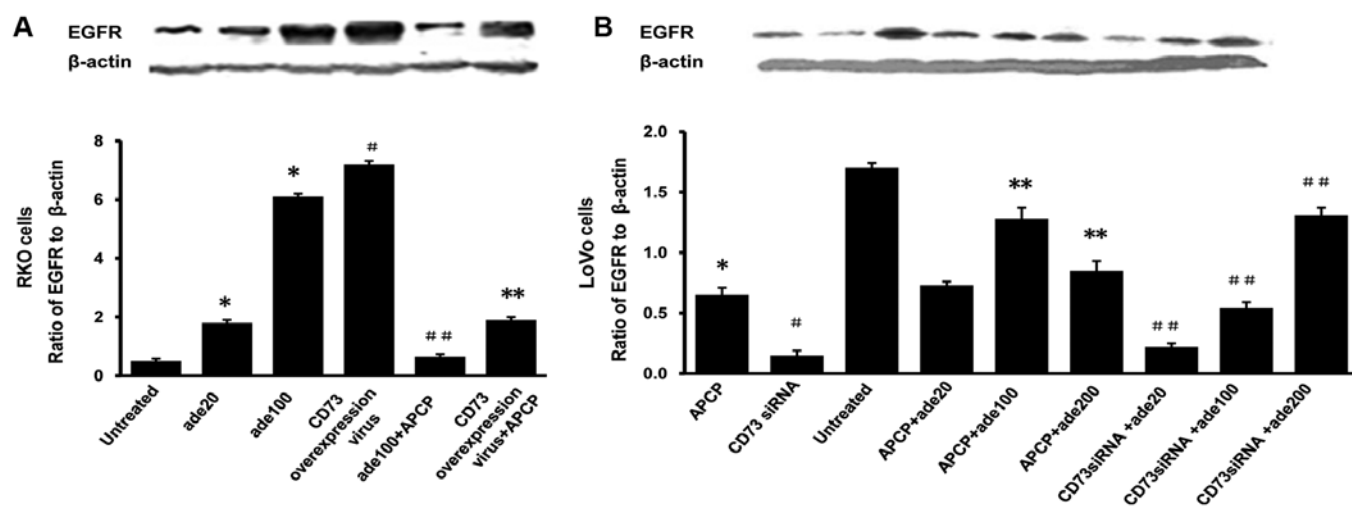 A
EGFR
β-actin
8
6
4
2
0
RKO cells
Ratio of EGFR to β-actin
*
*
#
# #
**
Untreated
ade20
ade100
CD73
overexpression
virus
ade100+APCP
CD73
overexpression
virus+APCP
B
EGFR
β-actin
2.0
1.5
1.0
0.5
0.0
LoVo cells
Ratio of EGFR to β-actin
*
#
**
**
# #
# #
# #
APCP
CD73 siRNA
Untreated
APCP+ade20
APCP+ade100
APCP+ade200
CD73siRNA +ade20
CD73siRNA +ade100
CD73siRNA +ade200